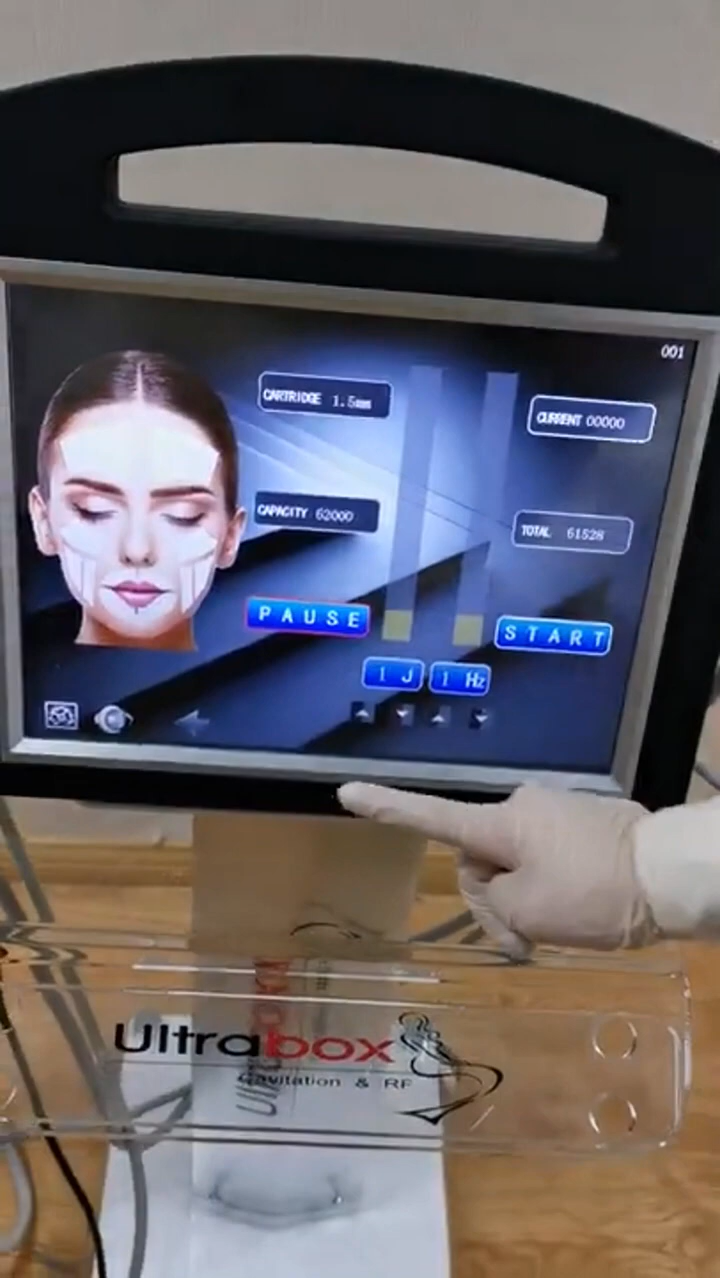 001
CARTRIDGE 1.5mm
CURRENT 00000
CAPACITY 62000
TOTAL 61528
PAUSE
START
1 J
1 Hz
Ultrabox
Cavitation & RF